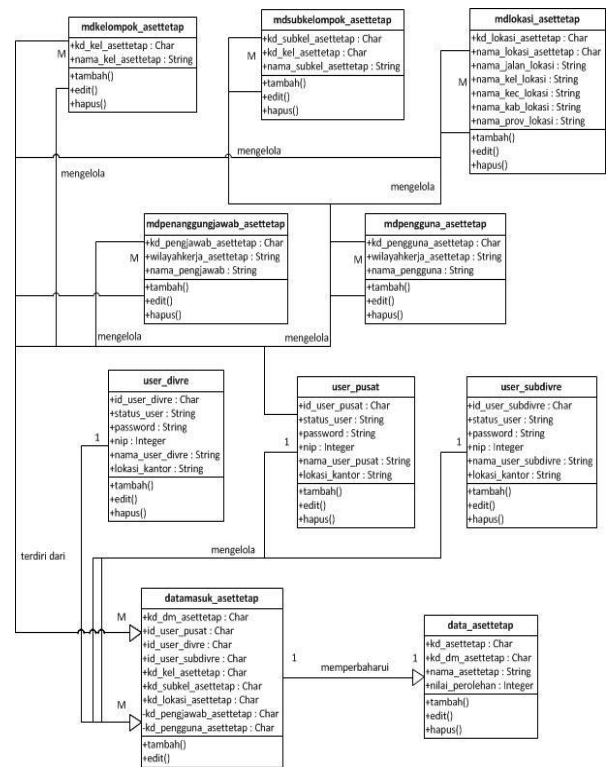 mdkelompok_asettetap
+kd_kel_asettetap : Char
+nama_kel_asettetap : String
+tambah()
+edit()
+hapus()
M
mdsubkelompok_asettetap
+kd_subkel_asettetap : Char
+kd_kel_asettetap : Char
+nama_subkel_asettetap : String
+tambah()
+edit()
+hapus()
M
mdlokasi_asettetap
+kd_lokasi_asettetap : Char
+nama_lokasi_asettetap : Char
+nama_jalan_lokasi : String
+nama_kel_lokasi : String
+nama_kec_lokasi : String
+nama_kab_lokasi : String
+nama_prov_lokasi : String
+tambah()
+edit()
+hapus()
M
mengelola
mengelola
mdpenanggungjawab_asettetap
+kd_pengjawab_asettetap : Char
+wilayahkerja_asettetap : String
+nama_pengjawab : String
+tambah()
+edit()
+hapus()
M
mdpengguna_asettetap
+kd_pengguna_asettetap : Char
+wilayahkerja_asettetap : String
+nama_pengguna : String
+tambah()
+edit()
+hapus()
M
mengelola
mengelola
user_divre
+id_user_divre : Char
+status_user : String
+password : String
+nip : Integer
+nama_user_divre : String
+lokasi_kantor : String
+tambah()
+edit()
+hapus()
1
user_pusat
+id_user_pusat : Char
+status_user : String
+password : String
+nip : Integer
+nama_user_pusat : String
+lokasi_kantor : String
+tambah()
+edit()
+hapus()
1
user_subdivre
+id_user_subdivre : Char
+status_user : String
+password : String
+nip : Integer
+nama_user_subdivre : String
+lokasi_kantor : String
+tambah()
+edit()
+hapus()
1
mengelola
terdiri dari
datamasuk_asettetap
+kd_dm_asettetap : Char
+id_user_pusat : Char
+id_user_divre : Char
+id_user_subdivre : Char
+kd_kel_asettetap : Char
+kd_subkel_asettetap : Char
+kd_lokasi_asettetap : Char
-kd_pengjawab_asettetap : Char
-kd_pengguna_asettetap : Char
+tambah()
+edit()
M
M
1
memperbaharui
1
data_asettetap
+kd_asettetap : Char
+kd_dm_asettetap : Char
+nama_asettetap : String
+nilai_perolehan : Integer
+tambah()
+edit()
+hapus()